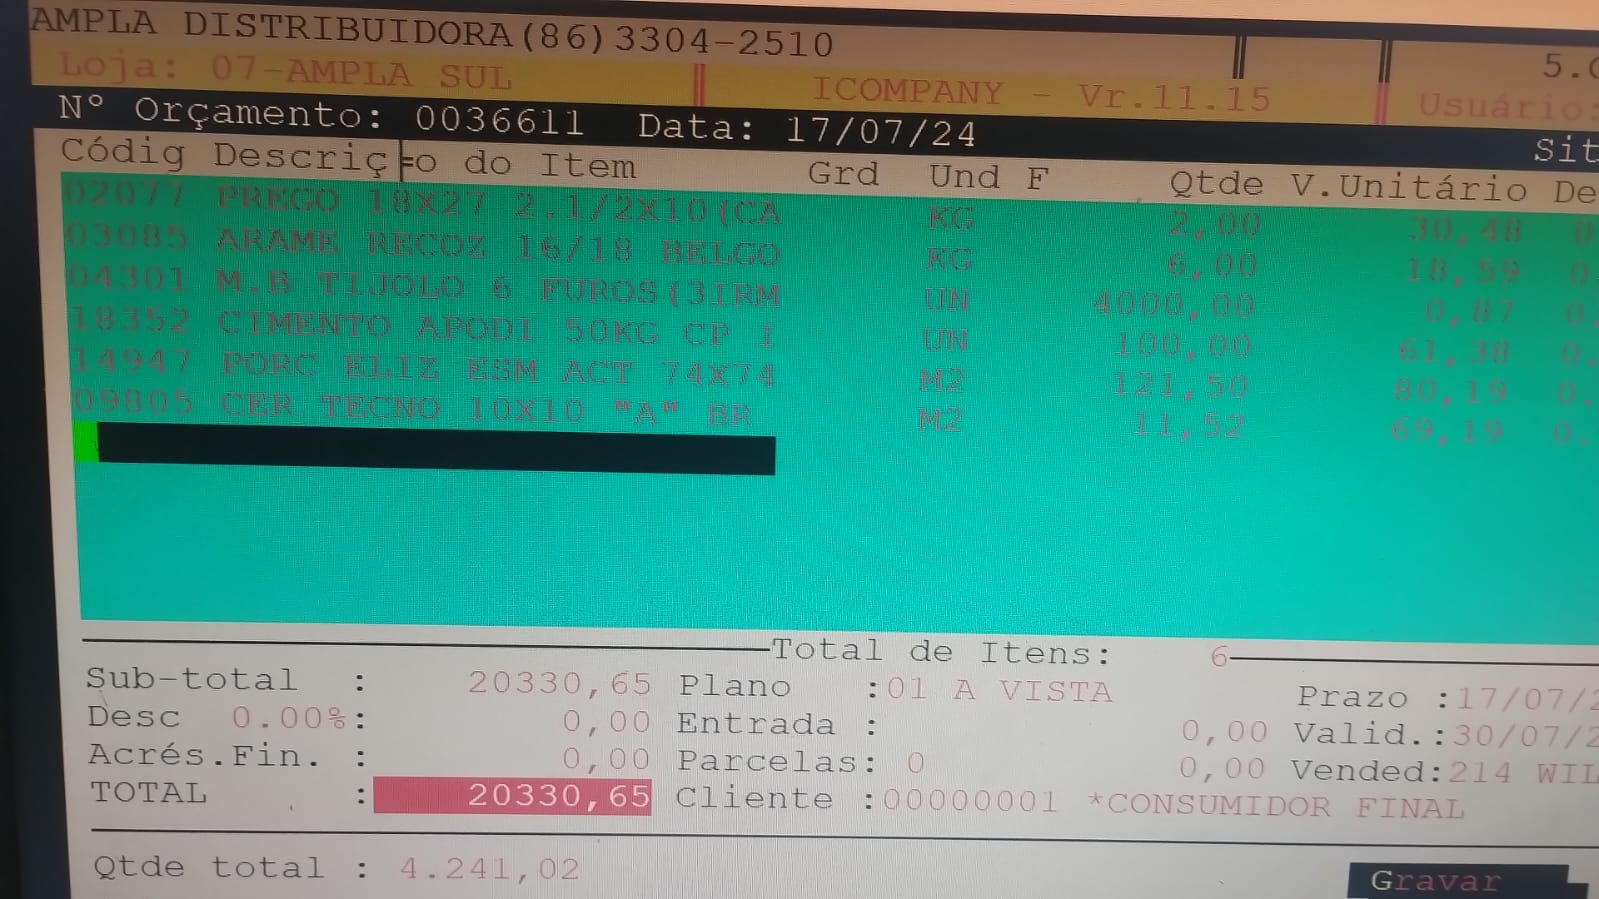 AMPLA DISTRIBUIDORA(86)3304-2510
5.
Loja: 07-AMPLA SUL ICOMPANY - Vr.11.15 Usuário:
Nº Orçamento: 0036611 Data: 17/07/24 Sit
Códig Descriç╞o do Item Grd Und F Qtde V.Unitário De
02077 PREGO 18X27 2.1/2X10(CA KG 2,00 30,48 0
03085 ARAME RECOZ 16/18 BELGO KG 6,00 18,59 0
04301 M.B TIJOLO 6 FUROS(3IRM UN 4000,00 0,87 0.
18352 CIMENTO APODI 50KG CP I UN 100,00 61,38 0.
14947 PORC ELIZ ESM ACT 74X74 M2 121,50 80,19 0.
09805 CER TECNO 10X10 "A" BR M2 11,52 69,19 0.
Total de Itens: 6
Sub-total : 20330,65 Plano :01 A VISTA Prazo :17/07/2
Desc 0.00%: 0,00 Entrada : 0,00 Valid.:30/07/2
Acrés.Fin. : 0,00 Parcelas: 0 0,00 Vended:214 WIL
TOTAL : 20330,65 Cliente :00000001 *CONSUMIDOR FINAL
Qtde total : 4.241,02
Gravar